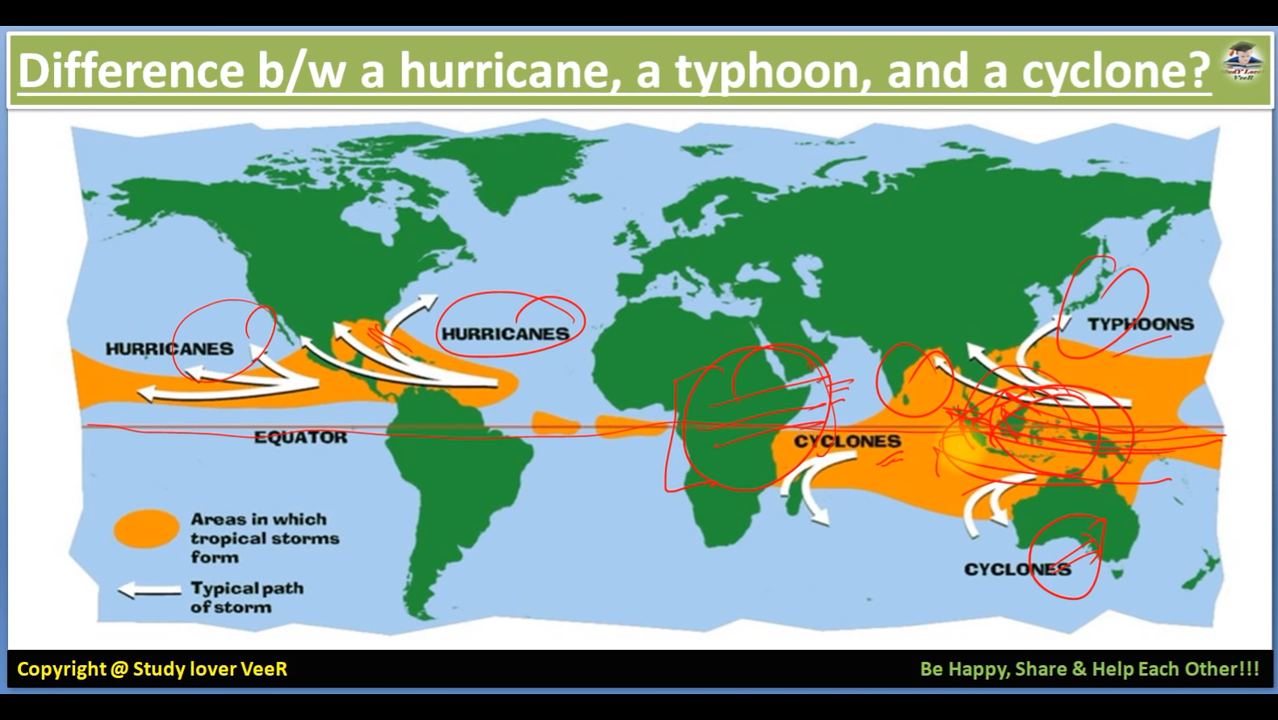 Difference b/w a hurricane, a typhoon, and a cyclone?
HURRICANES
HURRICANES
TYPHOONS
EQUATOR
CYCLONES
Areas in which
tropical storms
form
CYCLONES
Typical path
of storm
Copyright @ Study lover VeeR
Be Happy, Share & Help Each Other!!!